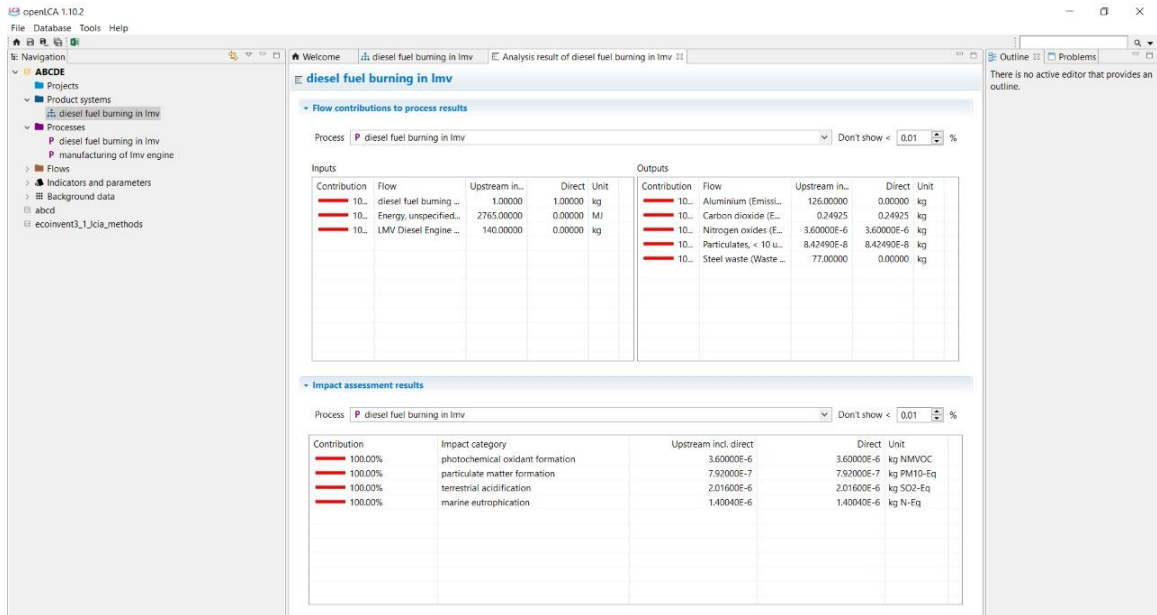 openLCA 1.10.2
File Database Tools Help
Navigation
ABCDE
Projects
Product systems
diesel fuel burning in lmv
Processes
P diesel fuel burning in lmv
P manufacturing of lmv engine
Flows
Indicators and parameters
Background data
abcd
ecoinvent3_1_lcia_methods
Welcome diesel fuel burning in lmv Analysis result of diesel fuel burning in lmv
diesel fuel burning in lmv
Flow contributions to process results
Process P diesel fuel burning in lmv Don't show < 0.01 %
Inputs
Contribution Flow Upstream in... Direct Unit
10... diesel fuel burning ... 1.00000 1.00000 kg
10... Energy, unspecified... 2765.00000 0.00000 MJ
10... LMV Diesel Engine ... 140.00000 0.00000 kg
Outputs
Contribution Flow Upstream in... Direct Unit
10... Aluminium (Emissi... 126.00000 0.00000 kg
10... Carbon dioxide (E... 0.24925 0.24925 kg
10... Nitrogen oxides (E... 3.60000E-6 3.60000E-6 kg
10... Particulates, < 10 u... 8.42490E-8 8.42490E-8 kg
10... Steel waste (Waste ... 77.00000 0.00000 kg
Impact assessment results
Process P diesel fuel burning in lmv Don't show < 0.01 %
Contribution Impact category Upstream incl. direct Direct Unit
100.00% photochemical oxidant formation 3.60000E-6 3.60000E-6 kg NMVOC
100.00% particulate matter formation 7.92000E-7 7.92000E-7 kg PM10-Eq
100.00% terrestrial acidification 2.01600E-6 2.01600E-6 kg SO2-Eq
100.00% marine eutrophication 1.40040E-6 1.40040E-6 kg N-Eq
Outline Problems
There is no active editor that provides an
outline.